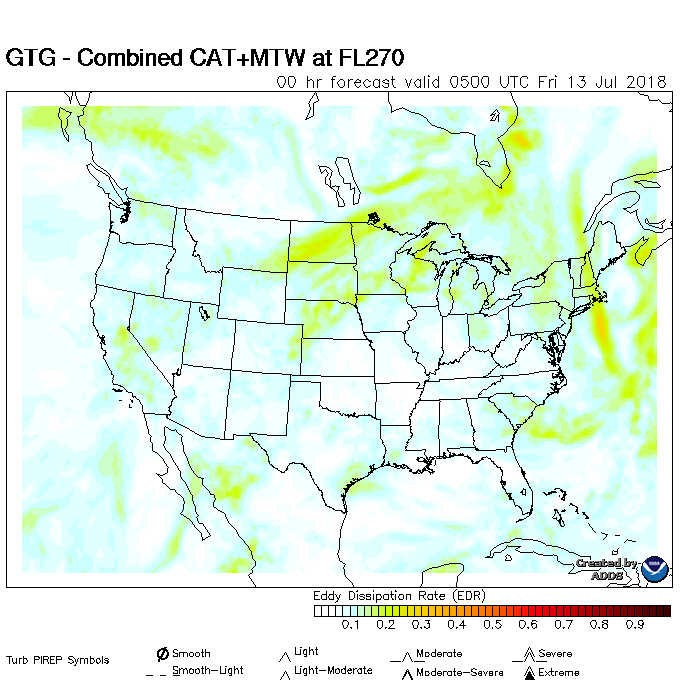 GTG - Combined CAT+MTW at FL270
00 hr forecast valid 0500 UTC Fri 13 Jul 2018
Created by
ADDS
Eddy Dissipation Rate (EDR)
0.1 0.2 0.3 0.4 0.5 0.6 0.7 0.8 0.9
Turb PIREP Symbols
Smooth Light Moderate Severe
Smooth-Light Light-Moderate Moderate-Severe Extreme